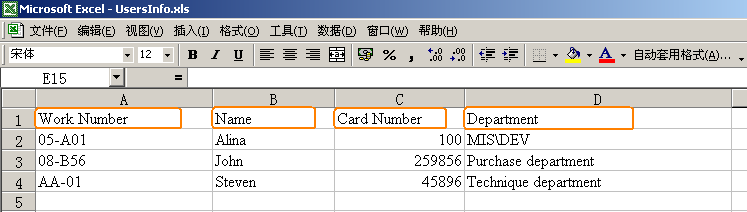 Microsoft Excel - UsersInfo.xls
文件(F) 编辑(E) 视图(V) 插入(I) 格式(O) 工具(T) 数据(D) 窗口(W) 帮助(H)
宋体 12 B I U % , 自动套用格式(A)...
E15 =
A B C D
1 Work Number Name Card Number Department
2 05-A01 Alina 100 MIS\DEV
3 08-B56 John 259856 Purchase department
4 AA-01 Steven 45896 Technique department
5